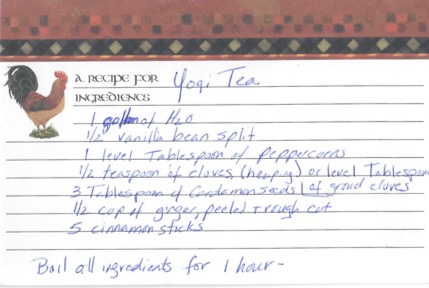 A RECIPE FOR Yogi Tea
INGREDIENTS
1 gallon of H2O
1/2 vanilla bean split
1 level Tablespoon of peppercorns
1/2 teaspoon of cloves (heaping) or level Tablespoon
3 Tablespoon of Cardamon seeds | of grond cloves
1/2 cup of ginger, peeled + rough cut
5 cinnamon sticks
Boil all ingredients for 1 hour -